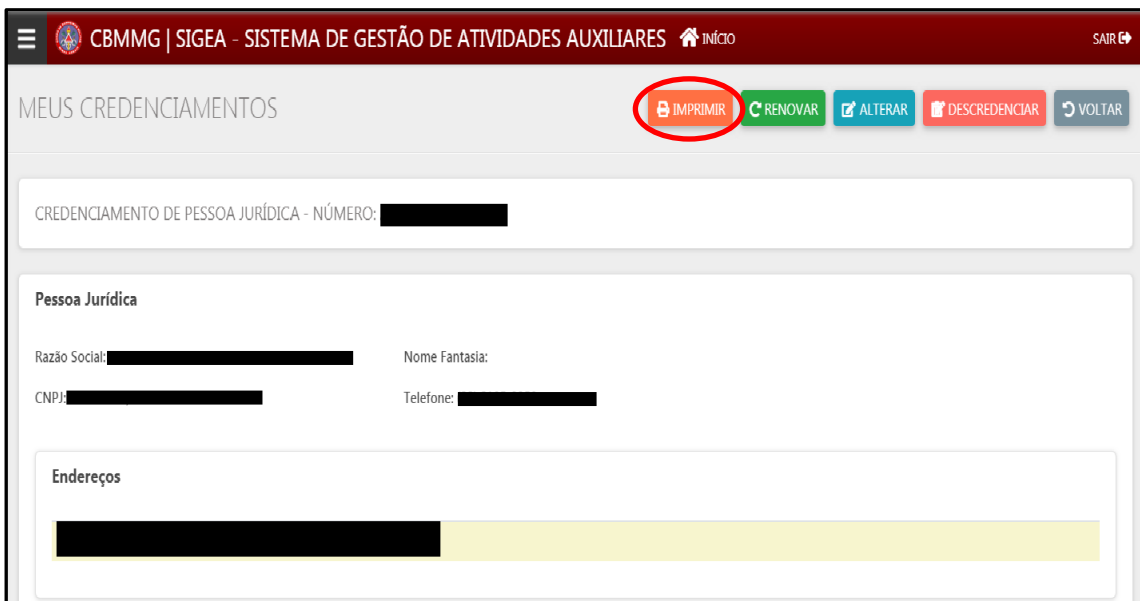 CBMMG | SIGEA - SISTEMA DE GESTÃO DE ATIVIDADES AUXILIARES INÍCIO SAIR
MEUS CREDENCIAMENTOS IMPRIMIR RENOVAR ALTERAR DESCREDENCIAR VOLTAR
CREDENCIAMENTO DE PESSOA JURÍDICA - NÚMERO:
Pessoa Jurídica
Razão Social: Nome Fantasia:
CNPJ: Telefone:
Endereços